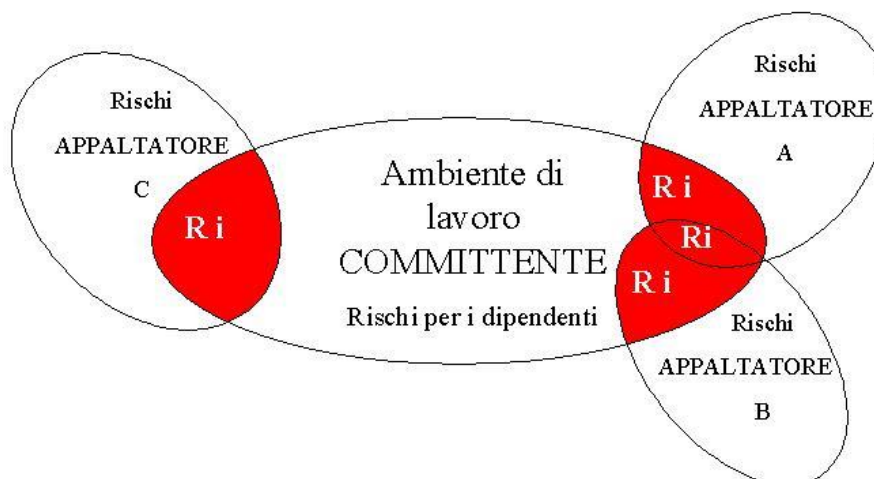 Rischi
APPALTATORE
C
R i
Ambiente di
lavoro
COMMITTENTE
Rischi per i dipendenti
Rischi
APPALTATORE
A
R i
Ri
R i
Rischi
APPALTATORE
B